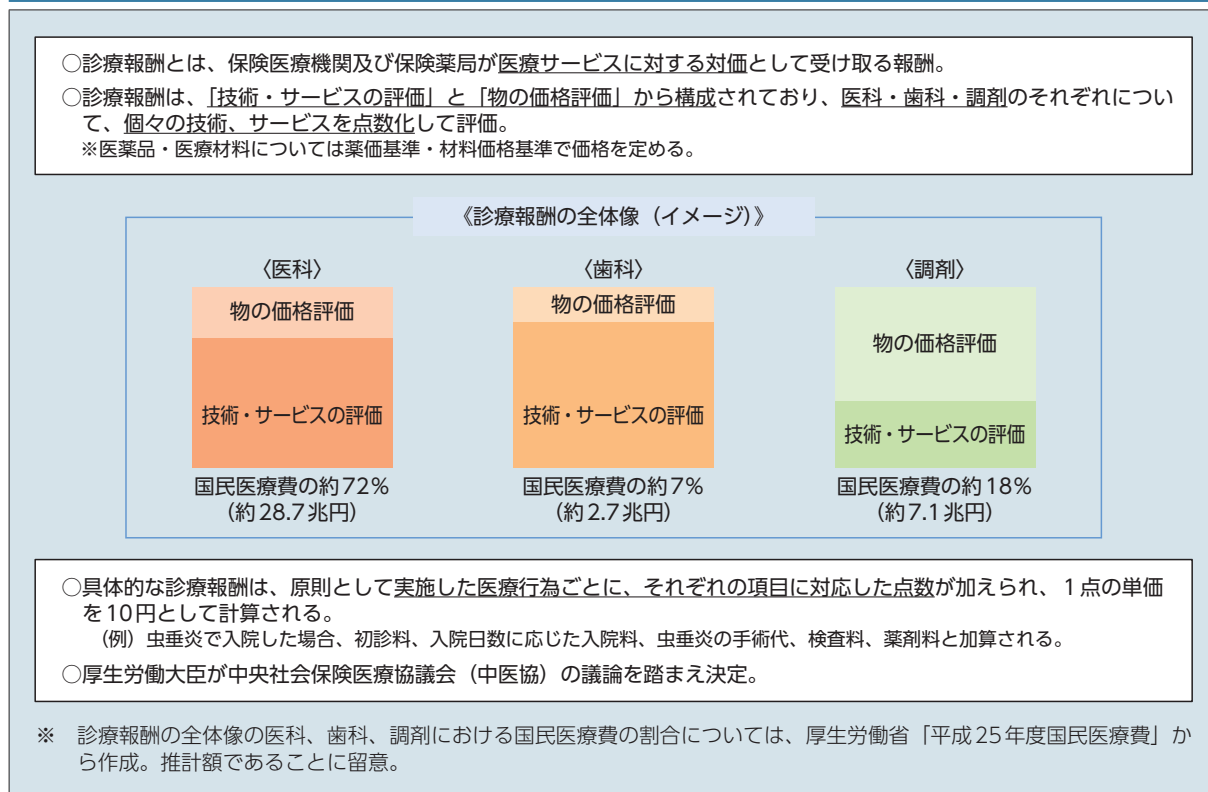 ○診療報酬とは、保険医療機関及び保険薬局が医療サービスに対する対価として受け取る報酬。
○診療報酬は、「技術・サービスの評価」と「物の価格評価」から構成されており、医科・歯科・調剤のそれぞれについ
て、個々の技術、サービスを点数化して評価。
※医薬品・医療材料については薬価基準・材料価格基準で価格を定める。
《診療報酬の全体像（イメージ）》
〈医科〉
物の価格評価
技術・サービスの評価
国民医療費の約72%
（約28.7兆円）
〈歯科〉
物の価格評価
技術・サービスの評価
国民医療費の約7%
（約2.7兆円）
〈調剤〉
物の価格評価
技術・サービスの評価
国民医療費の約18%
（約7.1兆円）
○具体的な診療報酬は、原則として実施した医療行為ごとに、それぞれの項目に対応した点数が加えられ、1点の単価
を10円として計算される。
（例）虫垂炎で入院した場合、初診料、入院日数に応じた入院料、虫垂炎の手術代、検査料、薬剤料と加算される。
○厚生労働大臣が中央社会保険医療協議会（中医協）の議論を踏まえ決定。
※　診療報酬の全体像の医科、歯科、調剤における国民医療費の割合については、厚生労働省「平成25年度国民医療費」か
ら作成。推計額であることに留意。